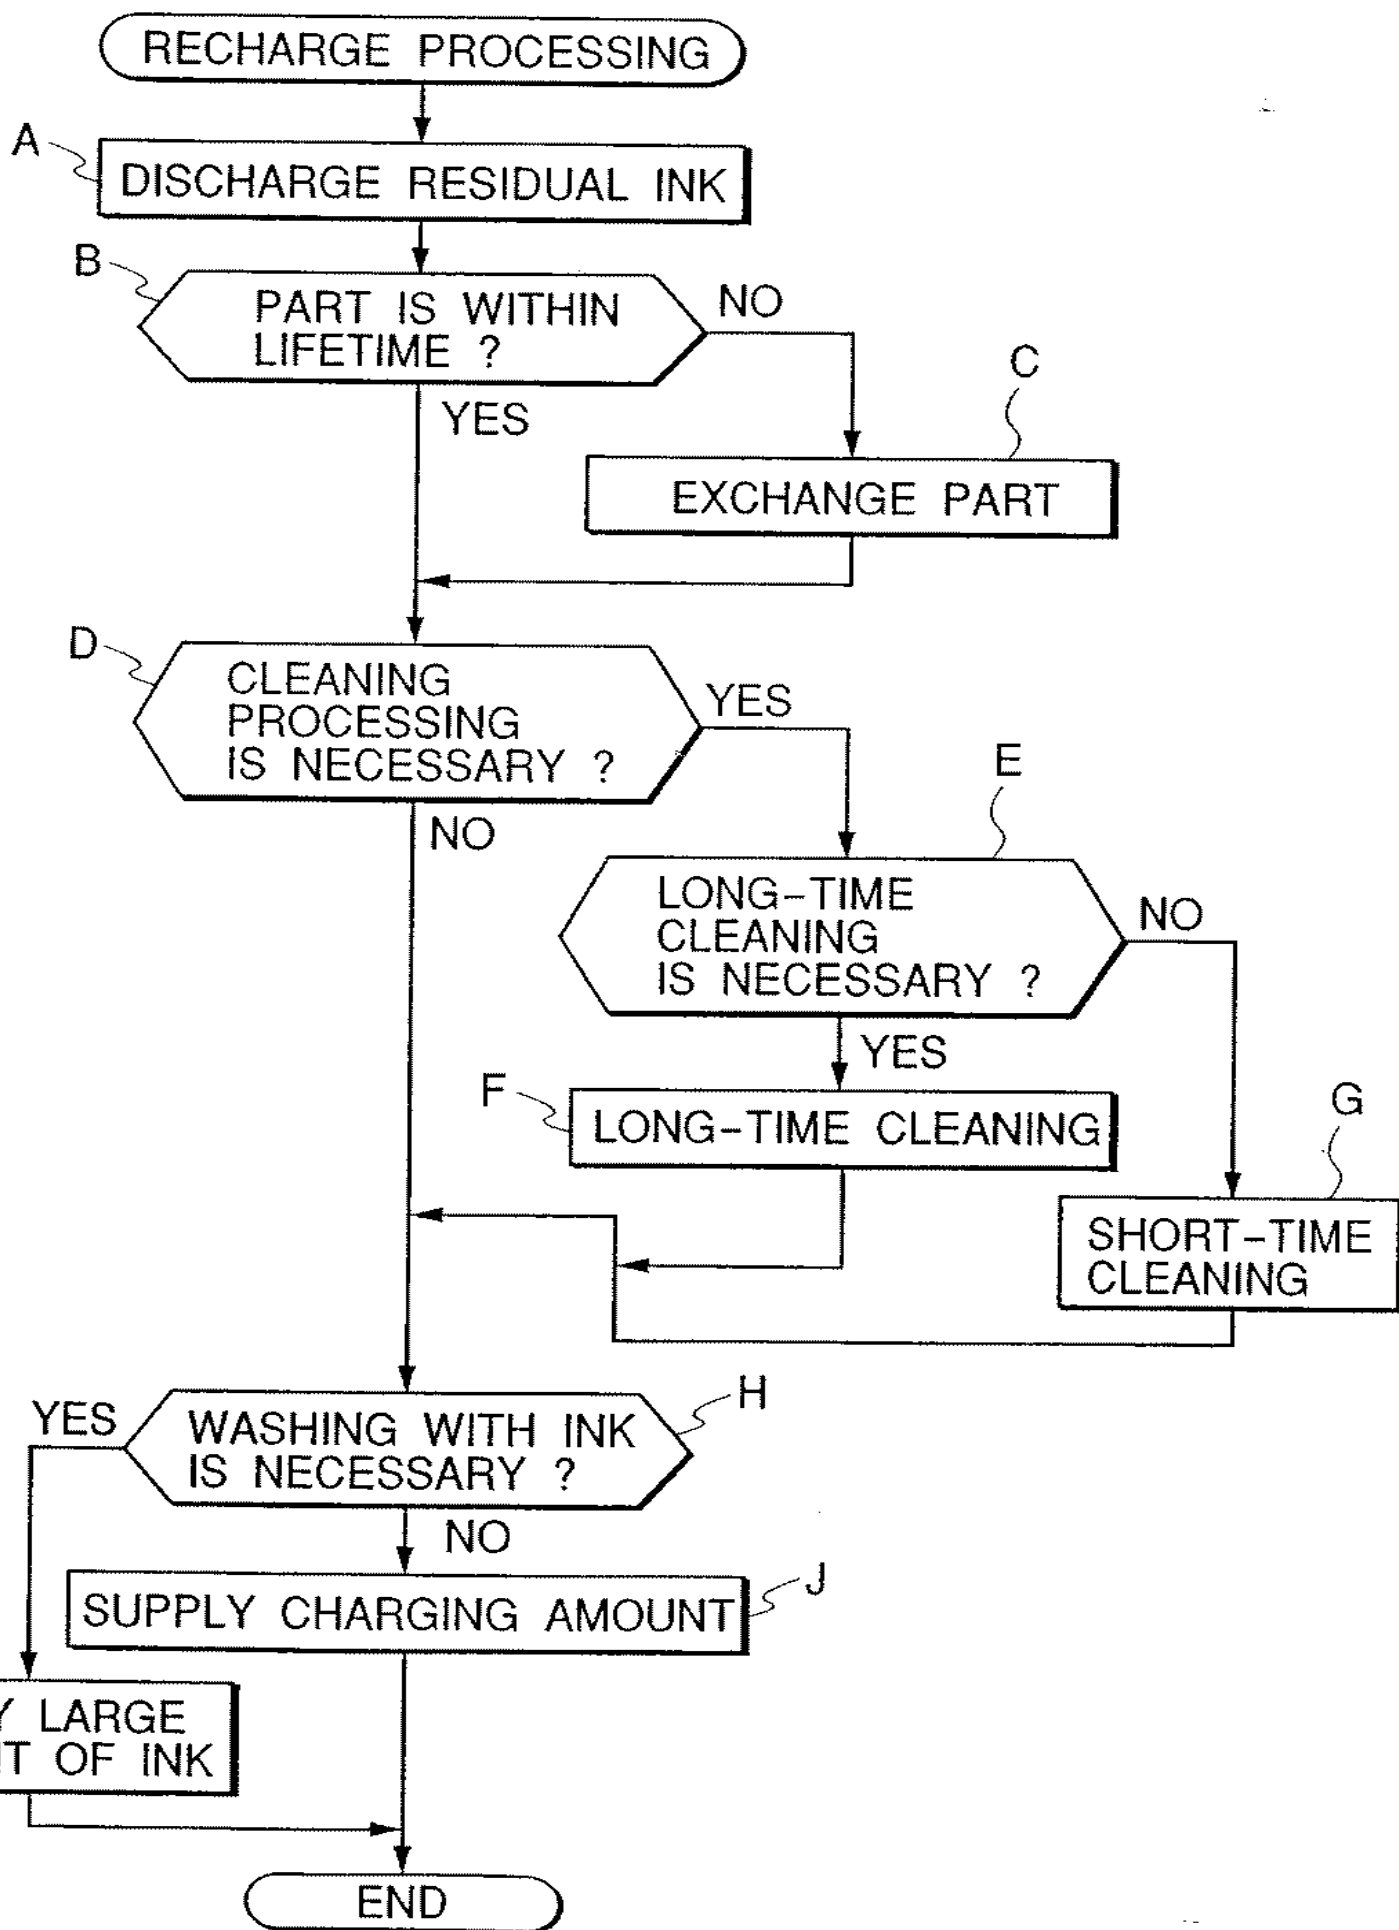 RECHARGE PROCESSING
A
DISCHARGE RESIDUAL INK
B
PART IS WITHIN
LIFETIME ?
NO
YES
C
EXCHANGE PART
D
CLEANING
PROCESSING
IS NECESSARY ?
YES
NO
E
LONG-TIME
CLEANING
IS NECESSARY ?
NO
YES
F
LONG-TIME CLEANING
G
SHORT-TIME
CLEANING
H
YES
WASHING WITH INK
IS NECESSARY ?
NO
J
SUPPLY CHARGING AMOUNT
LARGE
OF INK
END